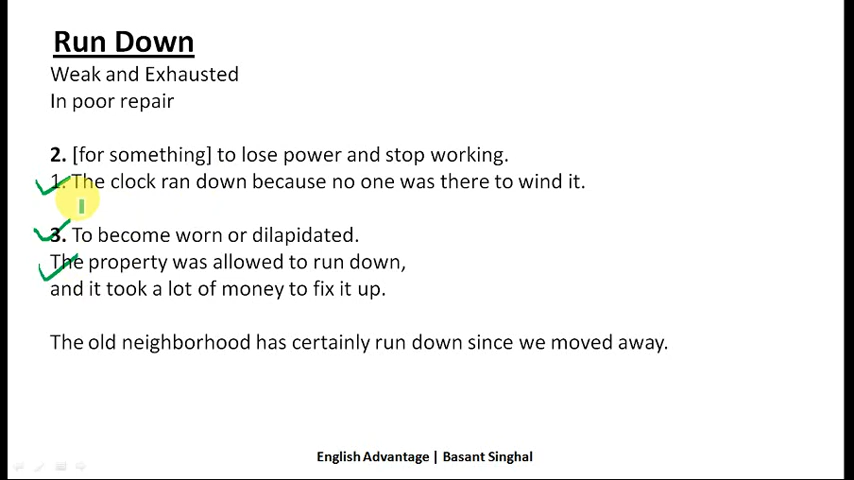 Run Down
Weak and Exhausted
In poor repair
2. [for something] to lose power and stop working.
1. The clock ran down because no one was there to wind it.
3. To become worn or dilapidated.
The property was allowed to run down,
and it took a lot of money to fix it up.
The old neighborhood has certainly run down since we moved away.
English Advantage | Basant Singhal